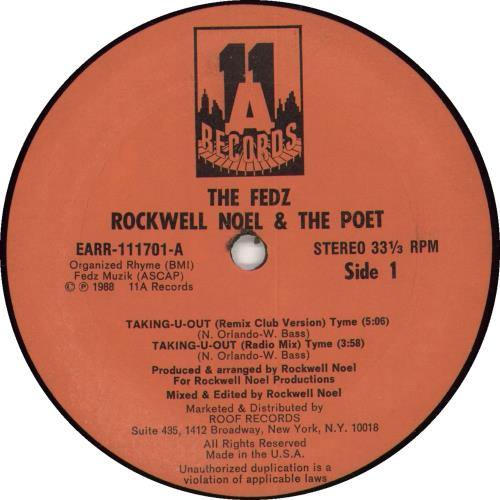 11
A
RECORDS
THE FEDZ
ROCKWELL NOEL & THE POET
EARR-111701-A
Organized Rhyme (BMI)
Fedz Muzik (ASCAP)
© ℗ 1988 11A Records
STEREO 33⅓ RPM
Side 1
TAKING-U-OUT (Remix Club Version) Tyme (5:06)
(N. Orlando-W. Bass)
TAKING-U-OUT (Radio Mix) Tyme (3:58)
(N. Orlando-W. Bass)
Produced & arranged by Rockwell Noel
For Rockwell Noel Productions
Mixed & Edited by Rockwell Noel
Marketed & Distributed by
ROOF RECORDS
Suite 435, 1412 Broadway, New York, N.Y. 10018
All Rights Reserved
Made in the U.S.A.
Unauthorized duplication is a
violation of applicable laws